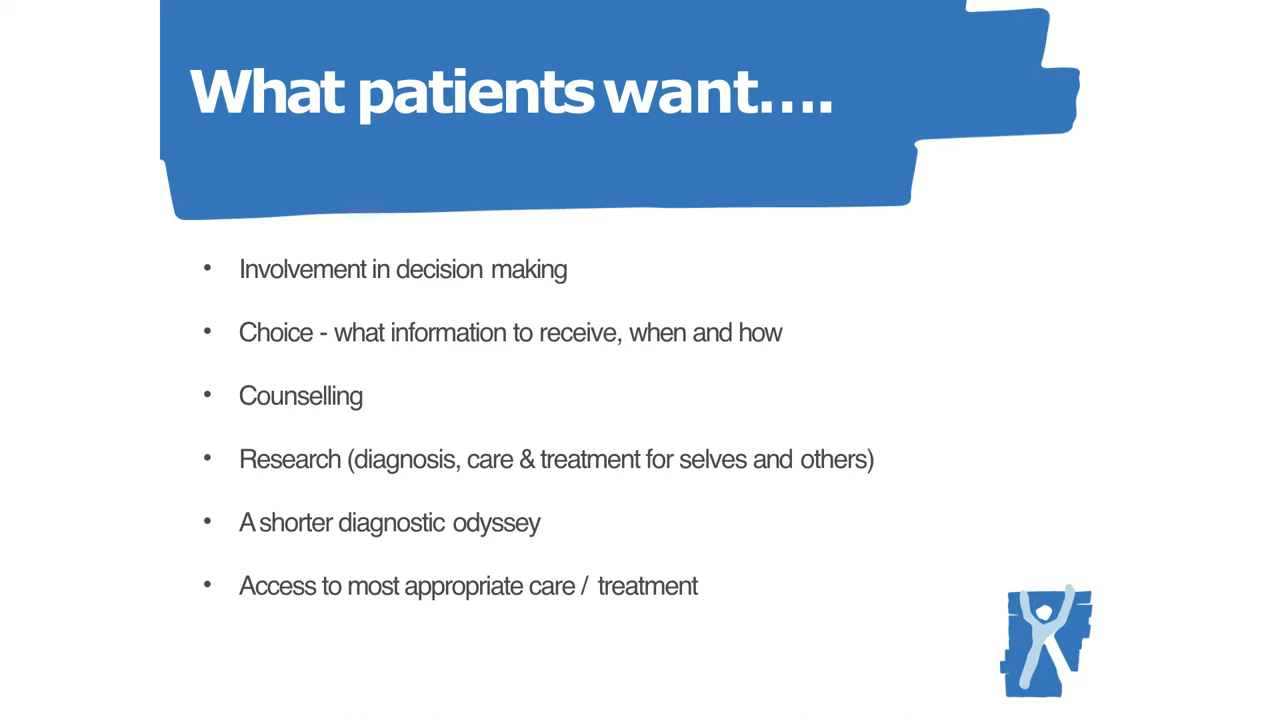 What patients want....
• Involvement in decision making
• Choice - what information to receive, when and how
• Counselling
• Research (diagnosis, care & treatment for selves and others)
• A shorter diagnostic odyssey
• Access to most appropriate care / treatment